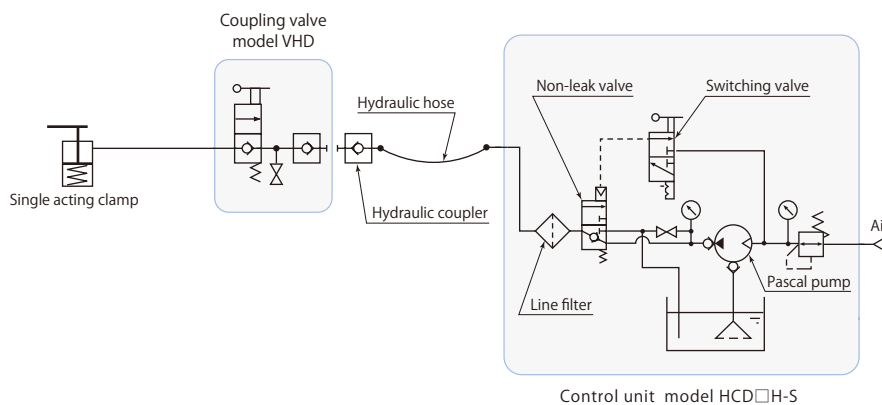 Coupling valve
model VHD
Hydraulic hose
Non-leak valve
Switching valve
Single acting clamp
Hydraulic coupler
Line filter
Pascal pump
Control unit model HCD□H-S